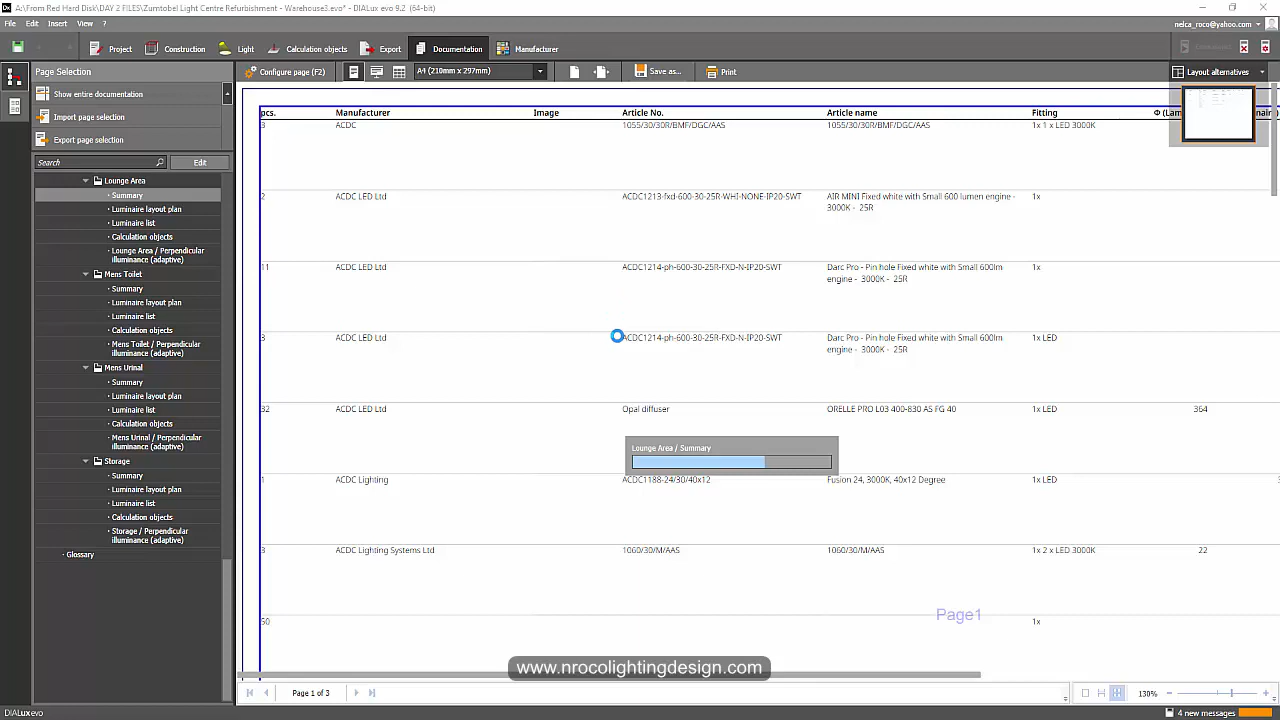 A:\From Red Hard Disk\DAY 2 FILES\Zumtobel Light Centre Refurbishment - Warehouse3.evo* - DIALux evo 9.2 (64-bit)
File Edit Insert View ?
nelca_roco@yahoo.com
Project Construction Light Calculation objects Export Documentation Manufacturer
Page Selection
Configure page (F2)
A4 (210mm x 297mm)
Save as...
Print
Layout alternatives
Show entire documentation
Import page selection
Export page selection
Search
Edit
Lounge Area
Summary
Luminaire layout plan
Luminaire list
Calculation objects
Lounge Area / Perpendicular
illuminance (adaptive)
Mens Toilet
Summary
Luminaire layout plan
Luminaire list
Calculation objects
Mens Toilet / Perpendicular
illuminance (adaptive)
Mens Urinal
Summary
Luminaire layout plan
Luminaire list
Calculation objects
Mens Urinal / Perpendicular
illuminance (adaptive)
Storage
Summary
Luminaire layout plan
Luminaire list
Calculation objects
Storage / Perpendicular
illuminance (adaptive)
Glossary
pcs. Manufacturer Image Article No. Article name Fitting Φ (Lam
3 ACDC 1055/30/30R/BMF/DGC/AAS 1055/30/30R/BMF/DGC/AAS 1x 1 x LED 3000K
2 ACDC LED Ltd ACDC1213-fxd-600-30-25R-WHI-NONE-IP20-SWT AIR MINI Fixed white with Small 600 lumen engine - 1x
3000K - 25R
11 ACDC LED Ltd ACDC1214-ph-600-30-25R-FXD-N-IP20-SWT Darc Pro - Pin hole Fixed white with Small 600lm 1x
engine - 3000K - 25R
3 ACDC LED Ltd ACDC1214-ph-600-30-25R-FXD-N-IP20-SWT Darc Pro - Pin hole Fixed white with Small 600lm 1x LED
engine - 3000K - 25R
32 ACDC LED Ltd Opal diffuser ORELLE PRO L03 400-830 AS FG 40 1x LED 364
Lounge Area / Summary
1 ACDC Lighting ACDC1188-24/30/40x12 Fusion 24, 3000K, 40x12 Degree 1x LED
3 ACDC Lighting Systems Ltd 1060/30/M/AAS 1060/30/M/AAS 1x 2 x LED 3000K 22
Page1
50 1x
www.nrocolightingdesign.com
Page 1 of 3
130%
DIALux evo
4 new messages